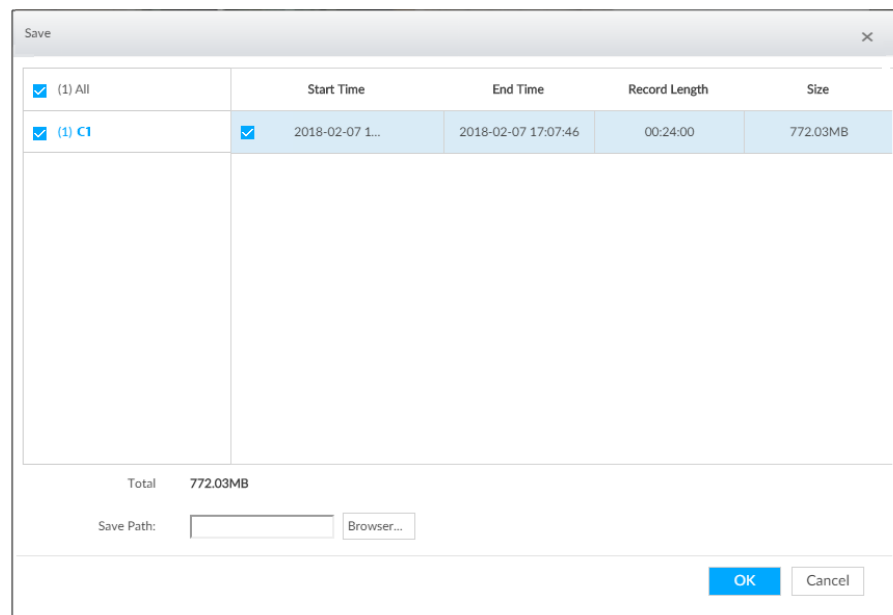 Save
(1) All Start Time End Time Record Length Size
(1) C1 2018-02-07 1... 2018-02-07 17:07:46 00:24:00 772.03MB
Total 772.03MB
Save Path: Browser...
OK Cancel